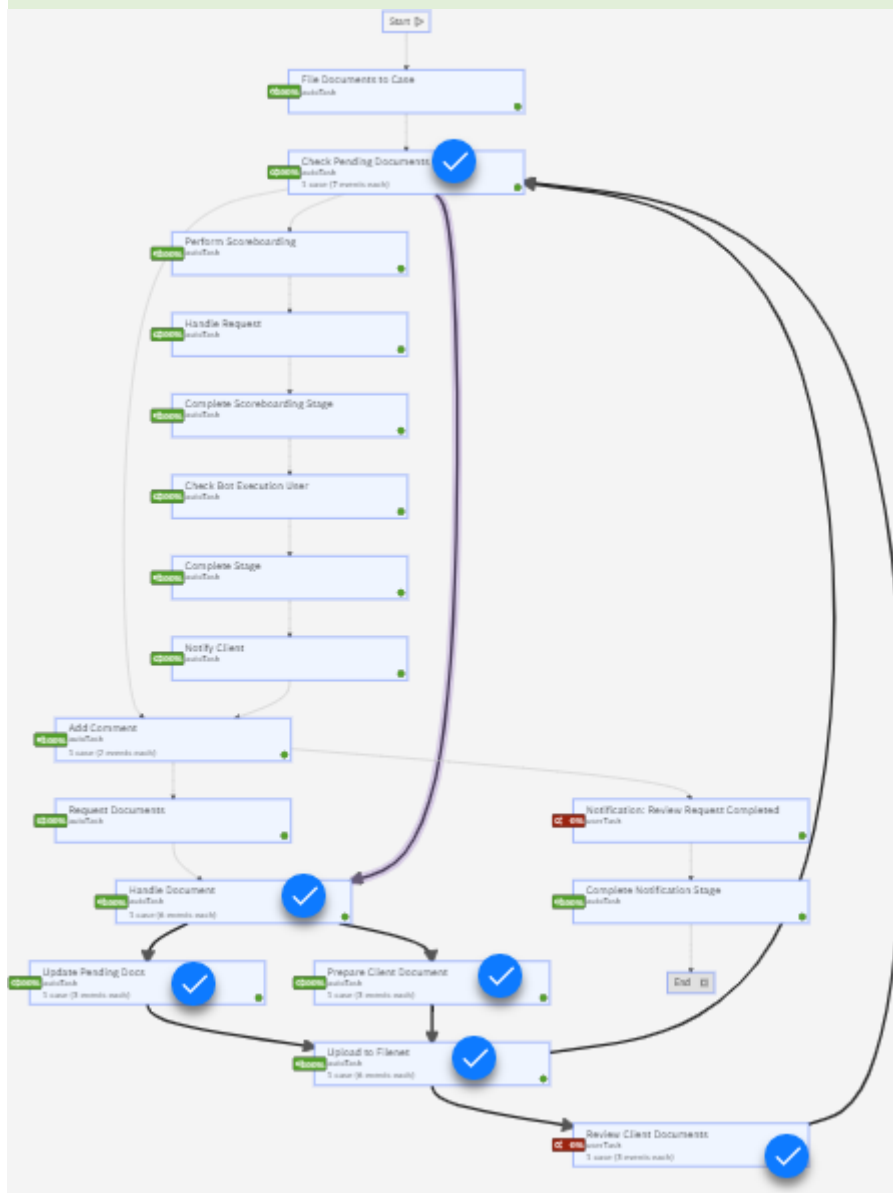 Start
File Documents to Case
autoTask
Check Pending Documents
autoTask
1 case (7 events each)
Perform Scoreboarding
autoTask
Handle Request
autoTask
Complete Scoreboarding Stage
autoTask
Check Bot Execution User
autoTask
Complete Stage
autoTask
Notify Client
autoTask
Add Comment
autoTask
1 case (2 events each)
Request Documents
autoTask
Notification: Review Request Completed
userTask
Handle Document
autoTask
1 case (6 events each)
Complete Notification Stage
autoTask
Update Pending Docs
autoTask
1 case (3 events each)
Prepare Client Document
autoTask
1 case (3 events each)
End
Upload to Filenet
autoTask
1 case (6 events each)
Review Client Documents
userTask
1 case (3 events each)